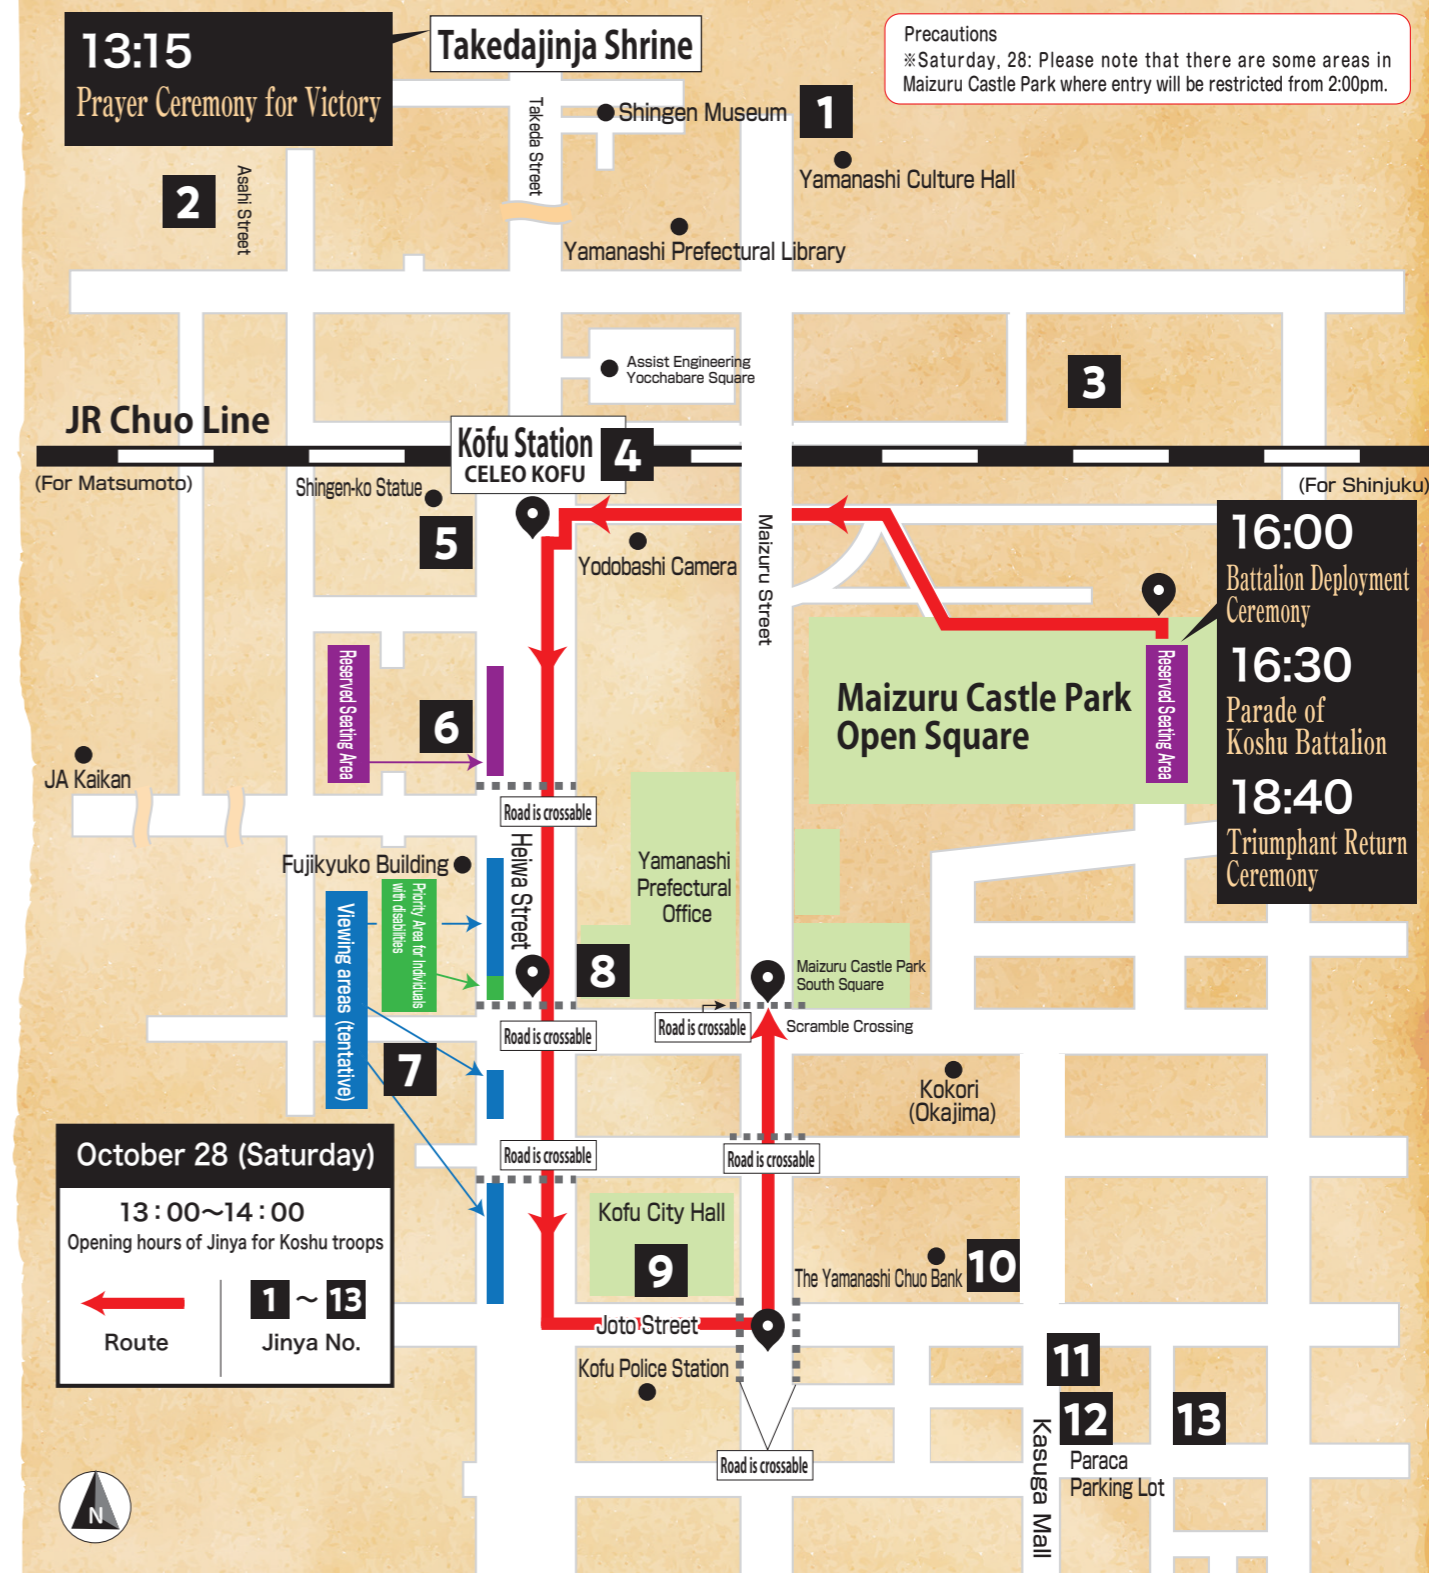 13:15
Prayer Ceremony for Victory
Takedajinja Shrine
Precautions
※Saturday, 28: Please note that there are some areas in
Maizuru Castle Park where entry will be restricted from 2:00pm.
Takeda Street
Shingen Museum
1
Yamanashi Culture Hall
2
Asahi Street
Yamanashi Prefectural Library
Assist Engineering
Yocchabare Square
3
JR Chuo Line
Kōfu Station
CELEO KOFU
4
(For Matsumoto)
(For Shinjuku)
Shingen-ko Statue
5
Yodobashi Camera
Maizuru Street
16:00
Battalion Deployment
Ceremony
16:30
Parade of
Koshu Battalion
18:40
Triumphant Return
Ceremony
Reserved Seating Area
6
Maizuru Castle Park
Open Square
Reserved Seating Area
JA Kaikan
Road is crossable
Heiwa Street
Fujikyuko Building
Priority Area for Individuals
with disabilities
Viewing areas (tentative)
Yamanashi
Prefectural
Office
8
Maizuru Castle Park
South Square
Road is crossable
Road is crossable
Scramble Crossing
7
Kokori
(Okajima)
Road is crossable
Road is crossable
October 28 (Saturday)
13:00～14:00
Opening hours of Jinya for Koshu troops
Route
1 ～ 13
Jinya No.
Kofu City Hall
9
The Yamanashi Chuo Bank
10
Joto Street
Kofu Police Station
11
12
13
Paraca
Parking Lot
Kasuga Mall
Road is crossable
N